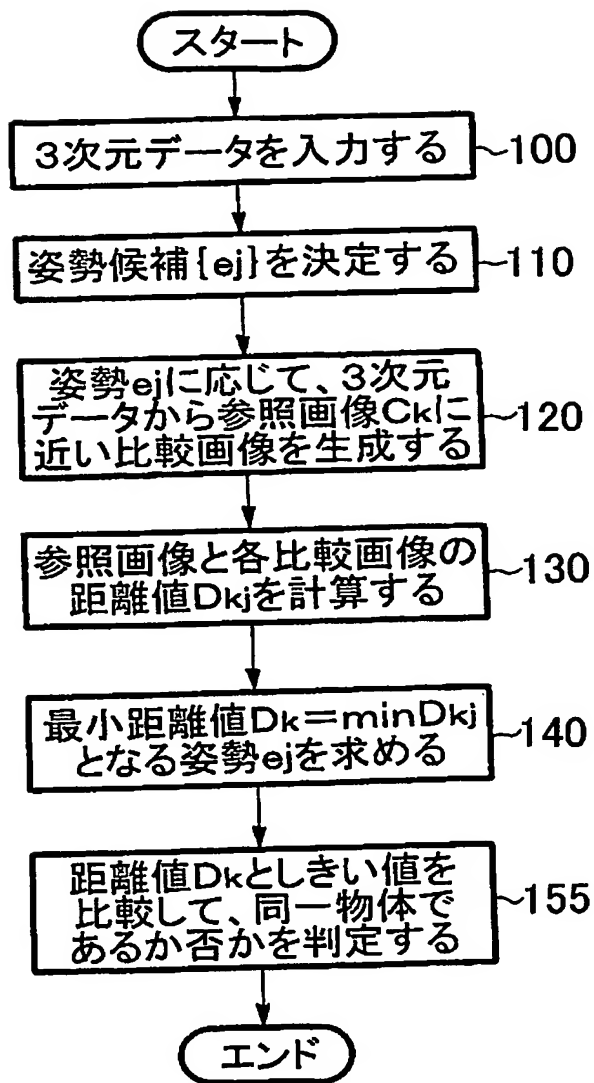 スタート
3次元データを入力する
100
姿勢候補{ej}を決定する
110
姿勢ejに応じて、3次元
データから参照画像Ckに
近い比較画像を生成する
120
参照画像と各比較画像の
距離値Dkjを計算する
130
最小距離値Dk=minDkj
となる姿勢ejを求める
140
距離値Dkとしきい値を
比較して、同一物体で
あるか否かを判定する
155
エンド